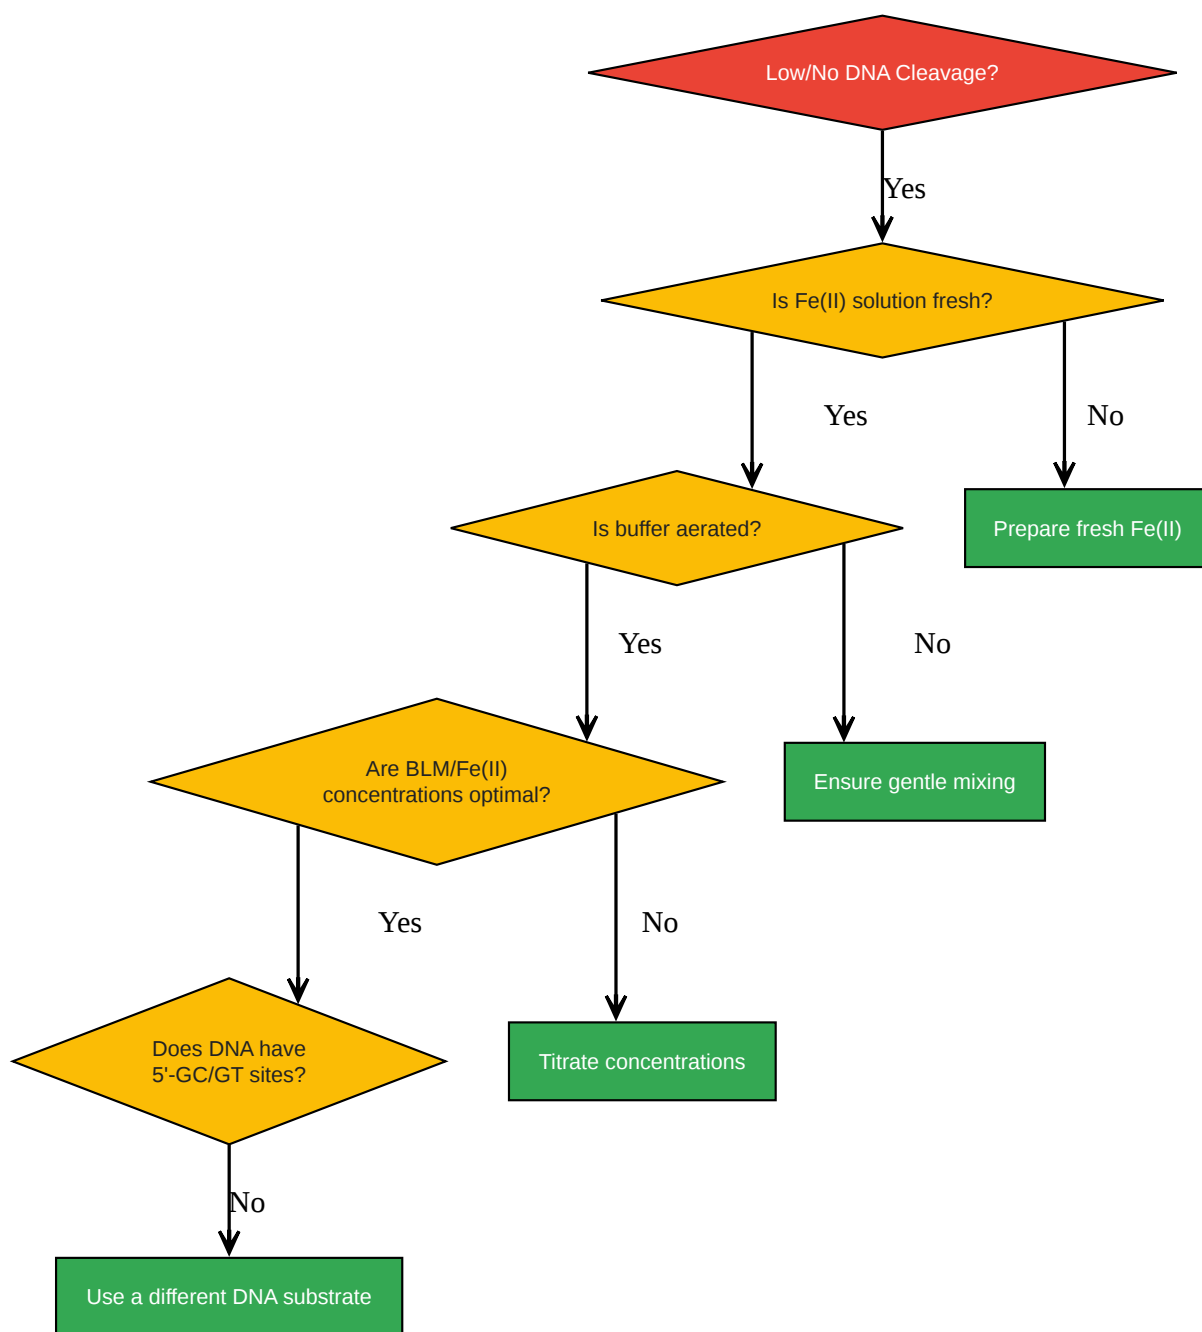 Low/No DNA Cleavage?
Yes
Is Fe(II) solution fresh?
Yes
No
Is buffer aerated?
Prepare fresh Fe(II)
Yes
No
Are BLM/Fe(II)
concentrations optimal?
Ensure gentle mixing
Yes
No
Does DNA have
5'-GC/GT sites?
Titrate concentrations
No
Use a different DNA substrate